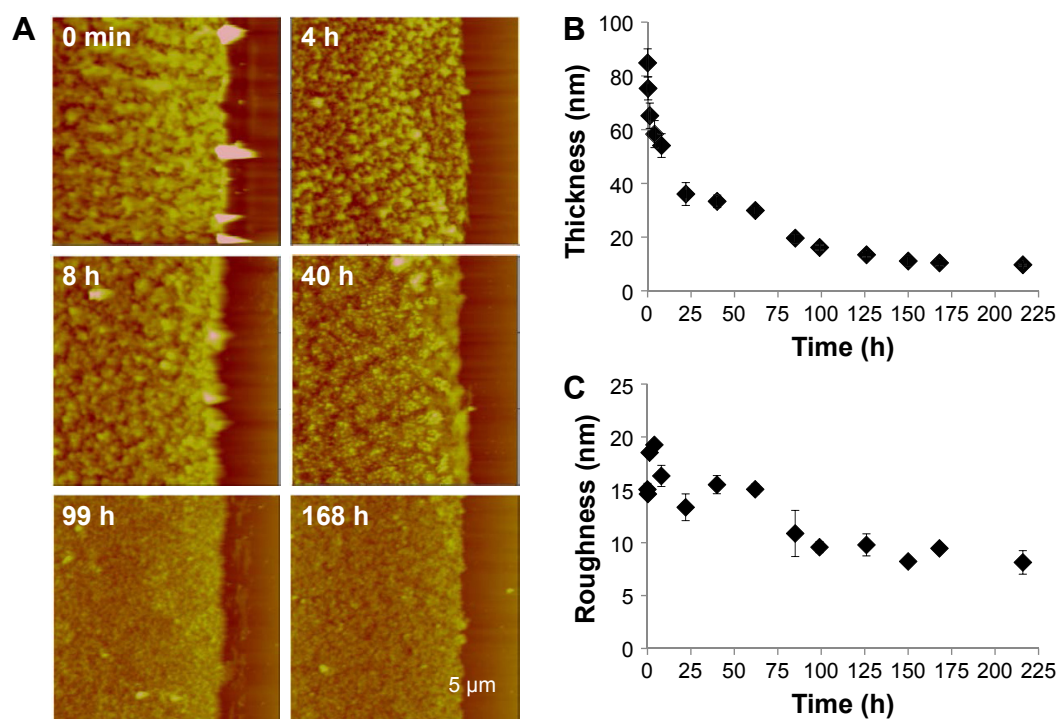 A
0 min
4 h
8 h
40 h
99 h
168 h
5 µm
B
Thickness (nm)
100
80
60
40
20
0
0 25 50 75 100 125 150 175 200 225
Time (h)
C
Roughness (nm)
25
20
15
10
5
0
0 25 50 75 100 125 150 175 200 225
Time (h)